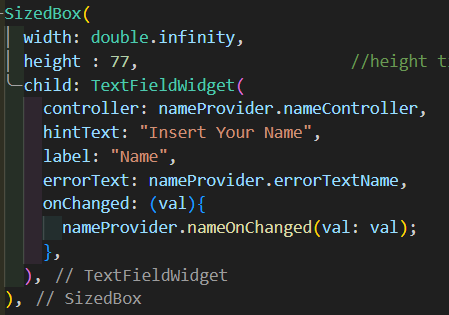 SizedBox(
width: double.infinity,
height : 77, //height
child: TextFieldWidget(
controller: nameProvider.nameController,
hintText: "Insert Your Name",
label: "Name",
errorText: nameProvider.errorTextName,
onChanged: (val){
nameProvider.nameOnChanged(val: val);
},
), // TextFieldWidget
), // SizedBox